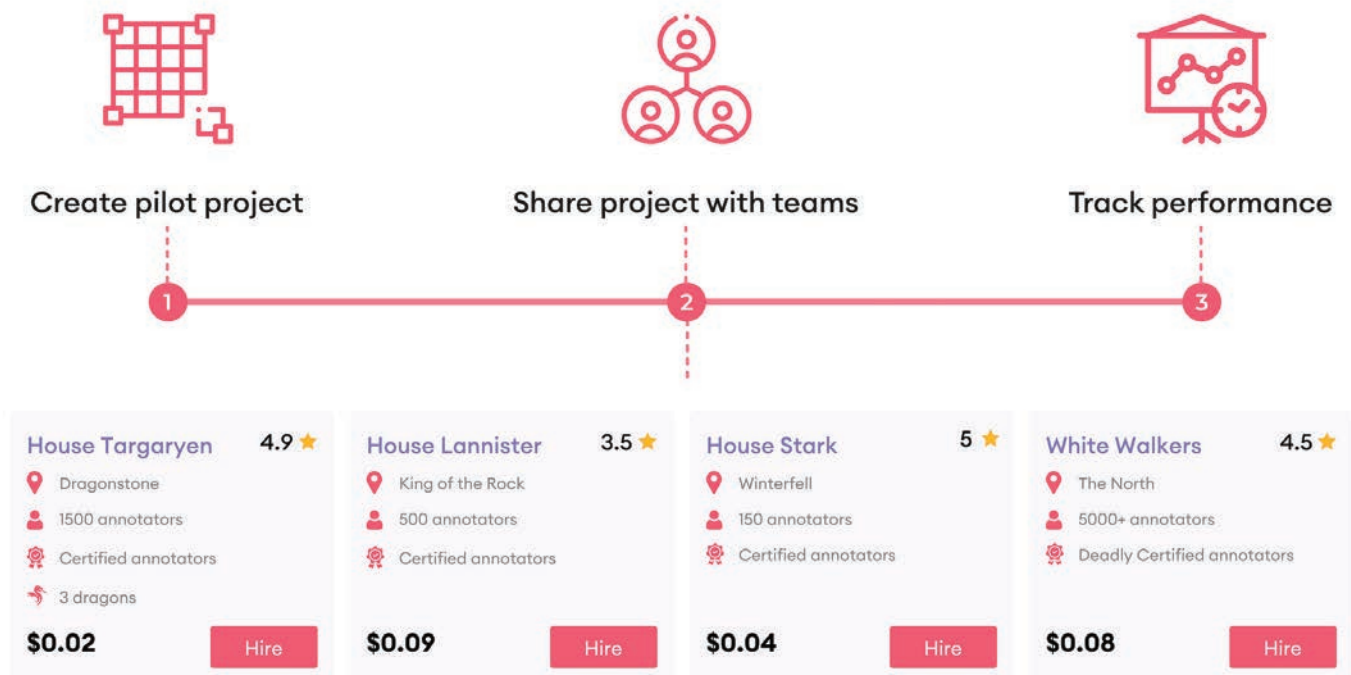 Create pilot project
Share project with teams
Track performance
1
2
3
House Targaryen 4.9
Dragonstone
1500 annotators
Certified annotators
3 dragons
$0.02 Hire
House Lannister 3.5
King of the Rock
500 annotators
Certified annotators
$0.09 Hire
House Stark 5
Winterfell
150 annotators
Certified annotators
$0.04 Hire
White Walkers 4.5
The North
5000+ annotators
Deadly Certified annotators
$0.08 Hire